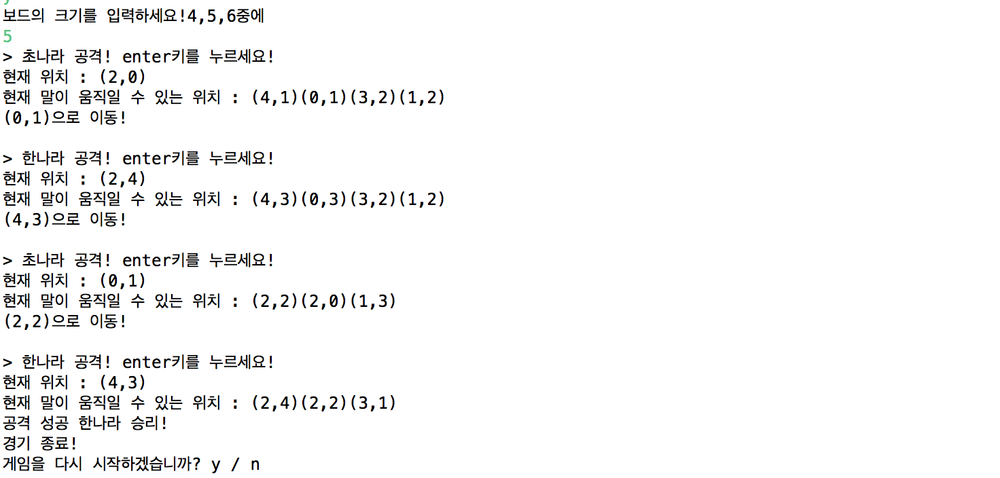 보드의 크기를 입력하세요!4,5,6중에
5
> 초나라 공격! enter키를 누르세요!
현재 위치 : (2,0)
현재 말이 움직일 수 있는 위치 : (4,1)(0,1)(3,2)(1,2)
(0,1)으로 이동!
> 한나라 공격! enter키를 누르세요!
현재 위치 : (2,4)
현재 말이 움직일 수 있는 위치 : (4,3)(0,3)(3,2)(1,2)
(4,3)으로 이동!
> 초나라 공격! enter키를 누르세요!
현재 위치 : (0,1)
현재 말이 움직일 수 있는 위치 : (2,2)(2,0)(1,3)
(2,2)으로 이동!
> 한나라 공격! enter키를 누르세요!
현재 위치 : (4,3)
현재 말이 움직일 수 있는 위치 : (2,4)(2,2)(3,1)
공격 성공 한나라 승리!
경기 종료!
게임을 다시 시작하겠습니까? y / n